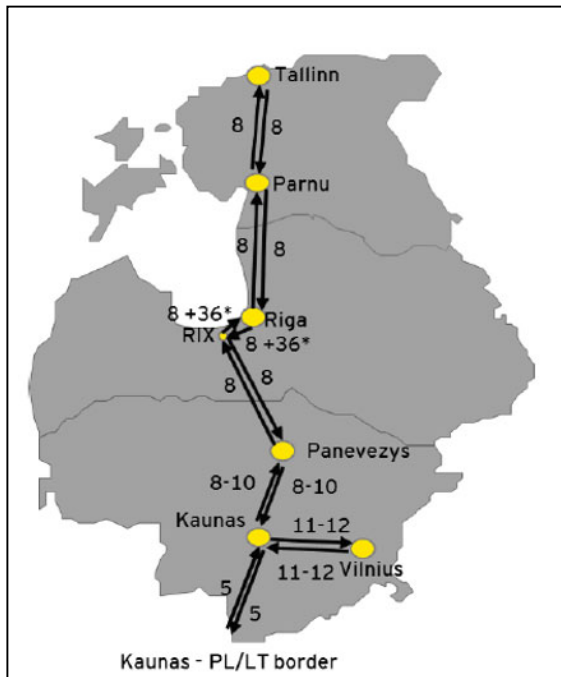 Tallinn
8
8
Parnu
8
8
8 +36*
Riga
RIX
8 +36*
8
8
Panevezys
8-10
8-10
Kaunas
11-12
11-12
Vilnius
5
5
Kaunas - PL/LT border